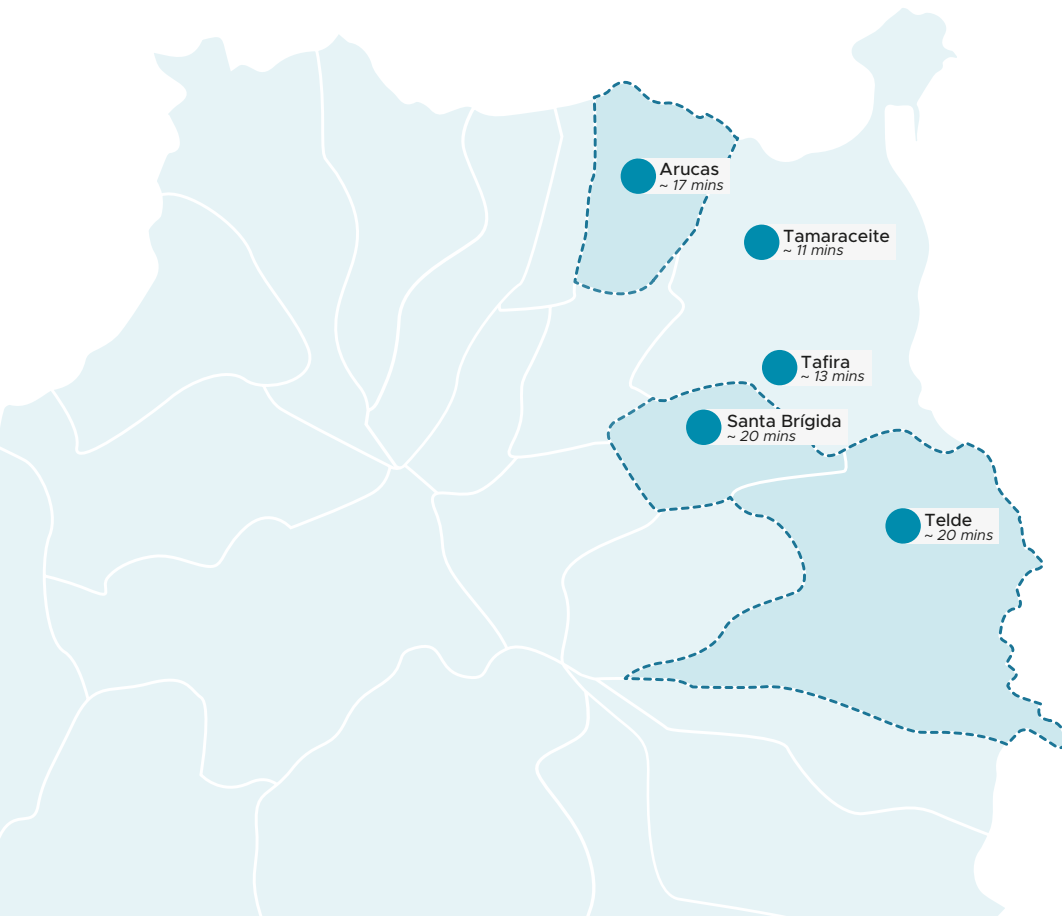 Arucas
~ 17 mins
Tamaraceite
~ 11 mins
Tafira
~ 13 mins
Santa Brígida
~ 20 mins
Telde
~ 20 mins